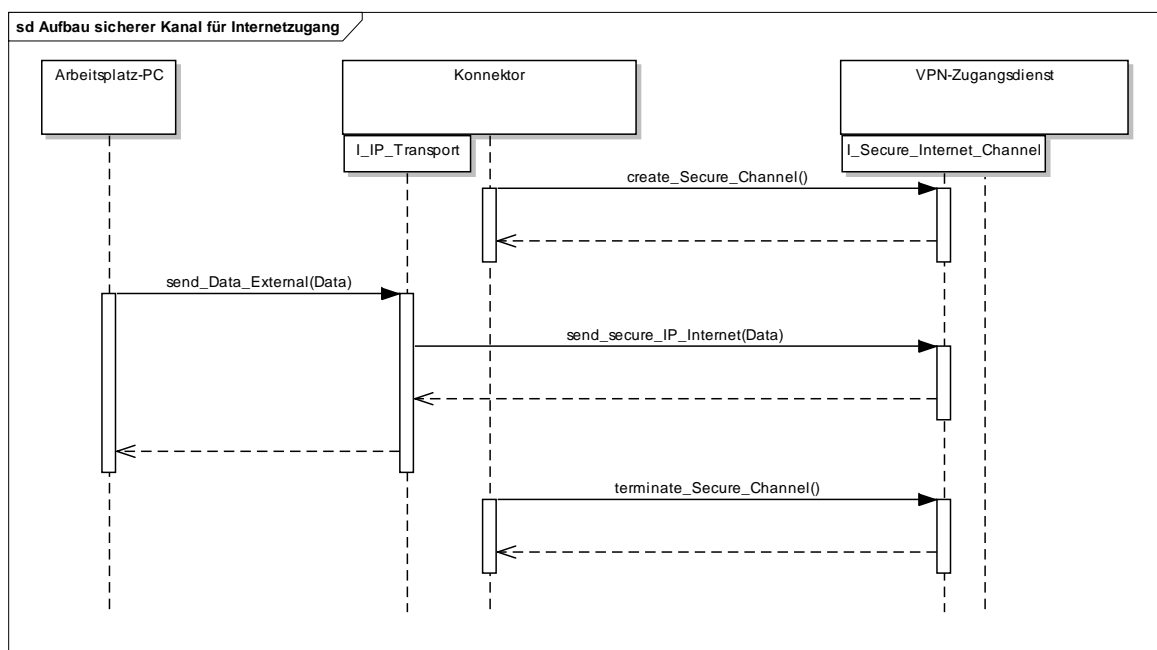 sd Aufbau sicherer Kanal für Internetzugang
Arbeitsplatz-PC
Konnektor
VPN-Zugangsdienst
I_IP_Transport
I_Secure_Internet_Channel
create_Secure_Channel()
send_Data_External(Data)
send_secure_IP_Internet(Data)
terminate_Secure_Channel()